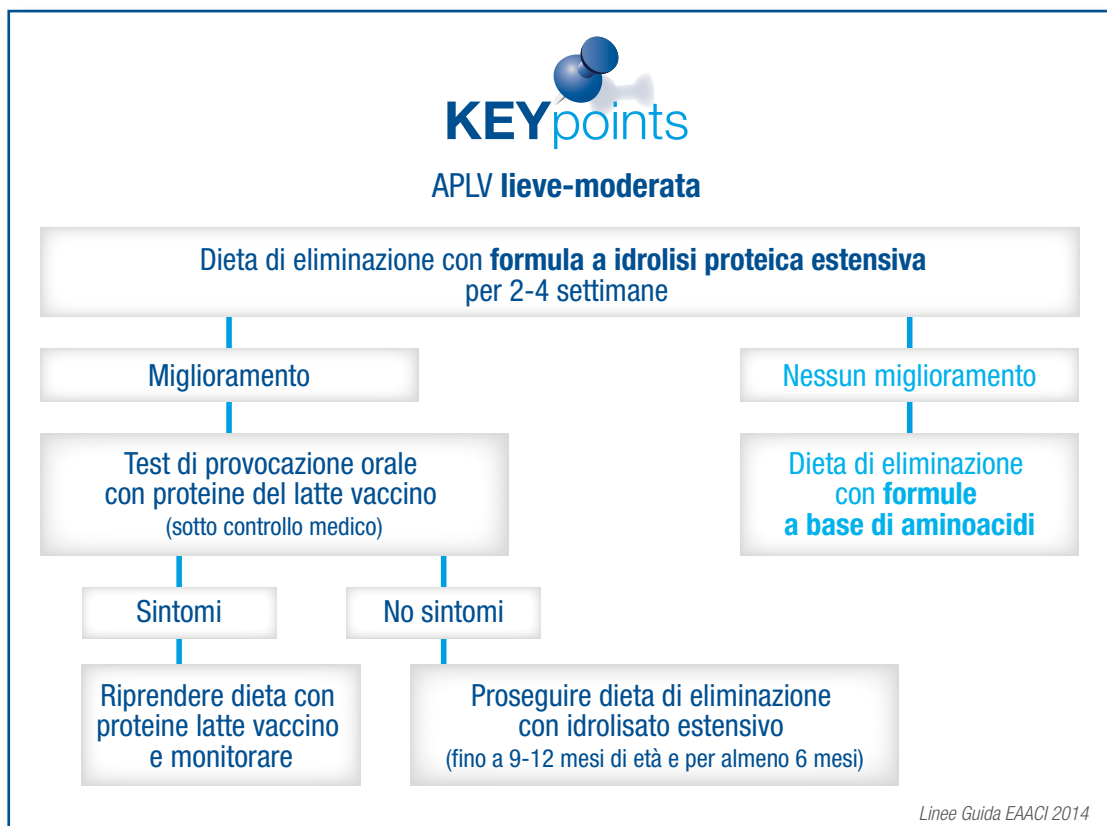 KEYpoints
APLV lieve-moderata
Dieta di eliminazione con formula a idrolisi proteica estensiva
per 2-4 settimane
Miglioramento
Nessun miglioramento
Test di provocazione orale
con proteine del latte vaccino
(sotto controllo medico)
Dieta di eliminazione
con formule
a base di aminoacidi
Sintomi
No sintomi
Riprendere dieta con
proteine latte vaccino
e monitorare
Proseguire dieta di eliminazione
con idrolisato estensivo
(fino a 9-12 mesi di età e per almeno 6 mesi)
Linee Guida EAACI 2014